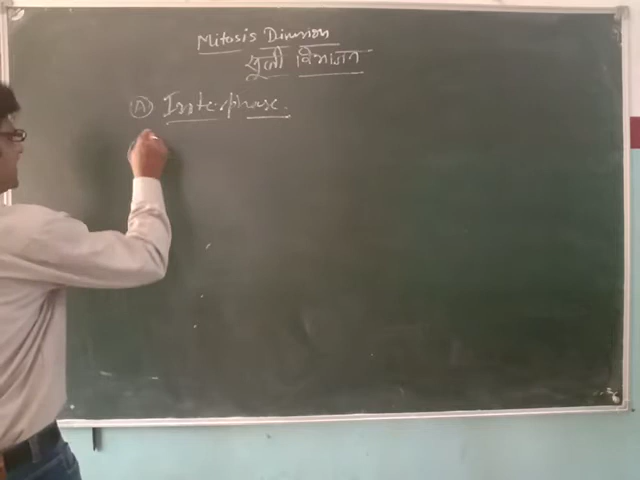 Mitosis Division
सूत्री विभाजन
(A) Interphase.